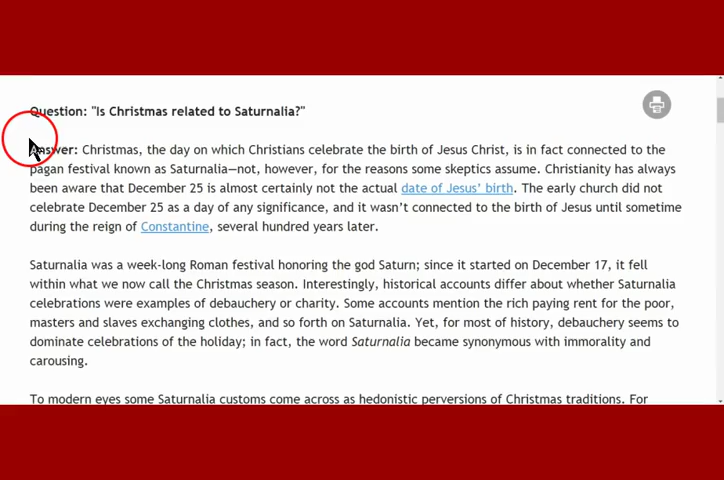 Question: "Is Christmas related to Saturnalia?"
Answer: Christmas, the day on which Christians celebrate the birth of Jesus Christ, is in fact connected to the
pagan festival known as Saturnalia—not, however, for the reasons some skeptics assume. Christianity has always
been aware that December 25 is almost certainly not the actual date of Jesus’ birth. The early church did not
celebrate December 25 as a day of any significance, and it wasn’t connected to the birth of Jesus until sometime
during the reign of Constantine, several hundred years later.
Saturnalia was a week-long Roman festival honoring the god Saturn; since it started on December 17, it fell
within what we now call the Christmas season. Interestingly, historical accounts differ about whether Saturnalia
celebrations were examples of debauchery or charity. Some accounts mention the rich paying rent for the poor,
masters and slaves exchanging clothes, and so forth on Saturnalia. Yet, for most of history, debauchery seems to
dominate celebrations of the holiday; in fact, the word Saturnalia became synonymous with immorality and
carousing.
To modern eyes some Saturnalia customs come across as hedonistic perversions of Christmas traditions. For